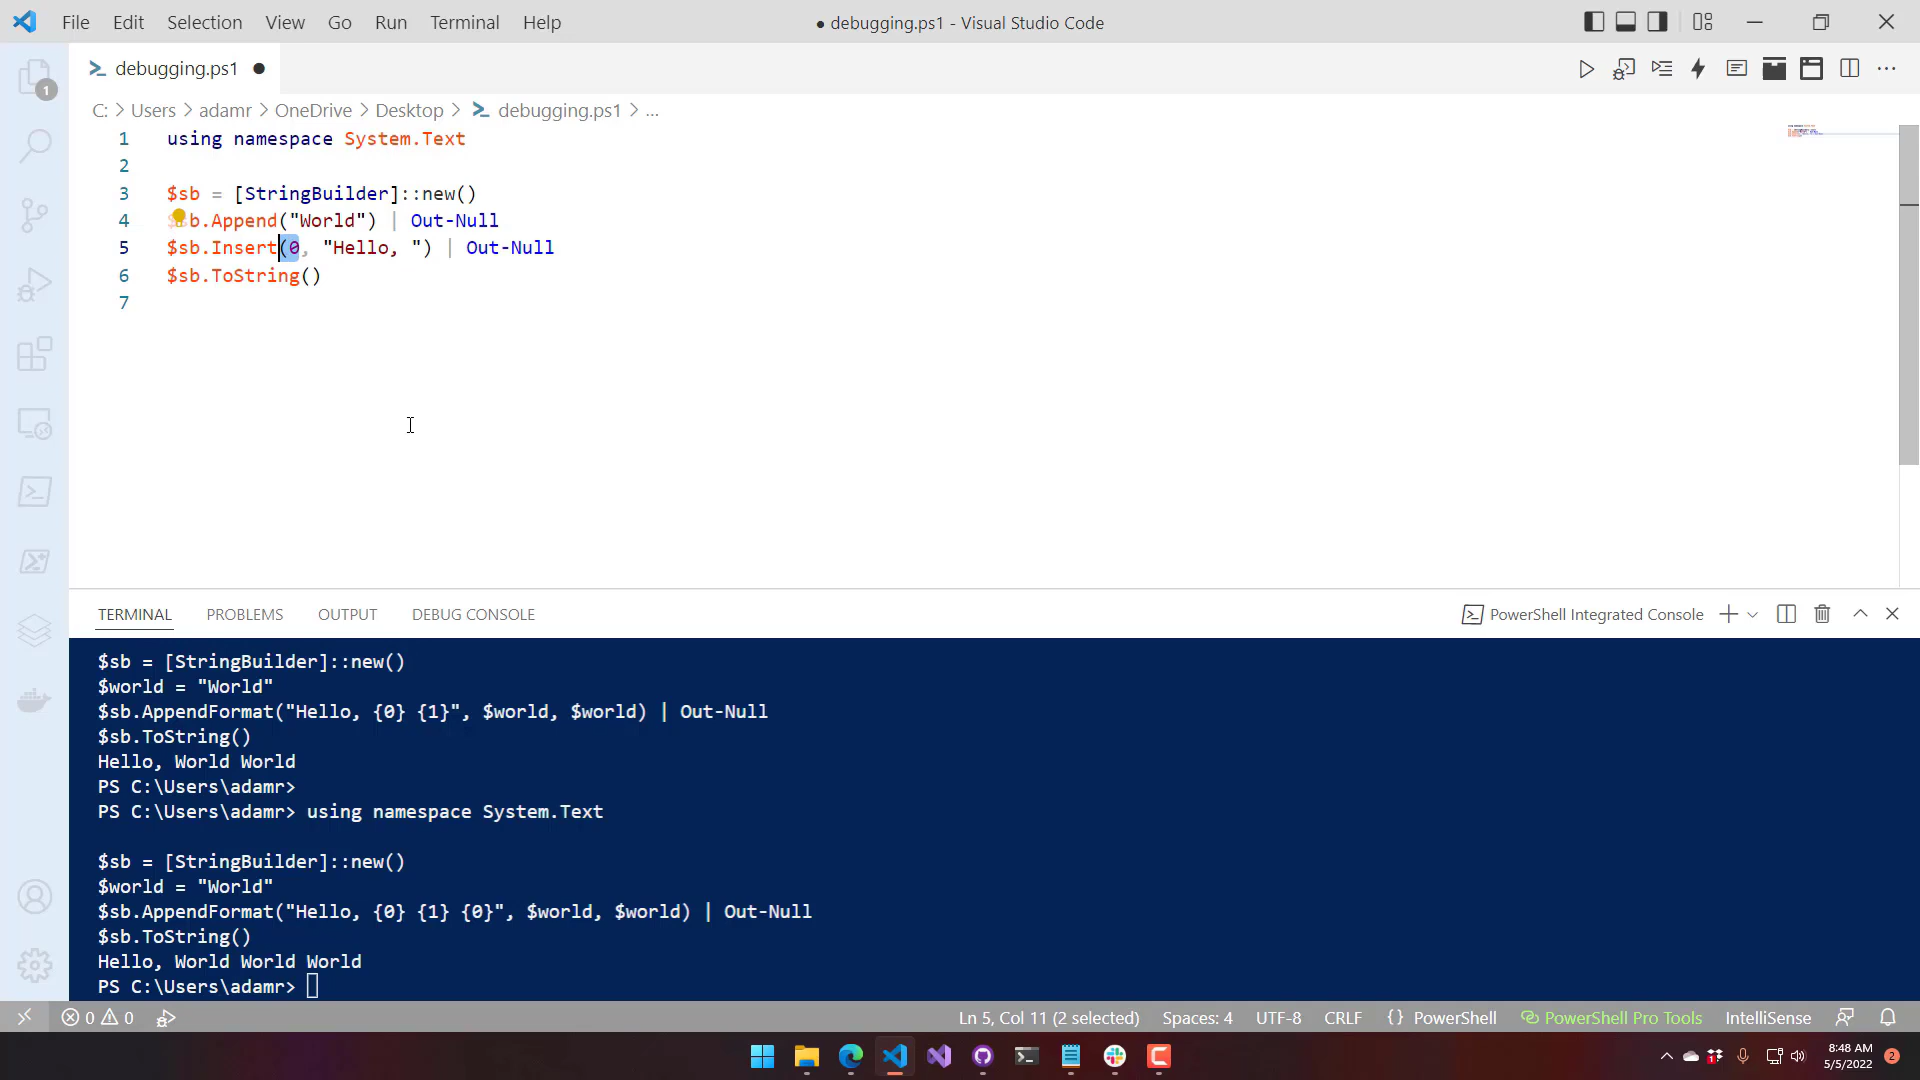 File Edit Selection View Go Run Terminal Help
● debugging.ps1 - Visual Studio Code
debugging.ps1 ●
C: > Users > adamr > OneDrive > Desktop > debugging.ps1 > ...
1 using namespace System.Text
2
3 $sb = [StringBuilder]::new()
4 $sb.Append("World") | Out-Null
5 $sb.Insert(0, "Hello, ") | Out-Null
6 $sb.ToString()
7
1
TERMINAL PROBLEMS OUTPUT DEBUG CONSOLE
PowerShell Integrated Console
$sb = [StringBuilder]::new()
$world = "World"
$sb.AppendFormat("Hello, {0} {1}", $world, $world) | Out-Null
$sb.ToString()
Hello, World World
PS C:\Users\adamr>
PS C:\Users\adamr> using namespace System.Text
$sb = [StringBuilder]::new()
$world = "World"
$sb.AppendFormat("Hello, {0} {1} {0}", $world, $world) | Out-Null
$sb.ToString()
Hello, World World World
PS C:\Users\adamr>
0 0
Ln 5, Col 11 (2 selected) Spaces: 4 UTF-8 CRLF {} PowerShell PowerShell Pro Tools IntelliSense
8:48 AM
5/5/2022
2